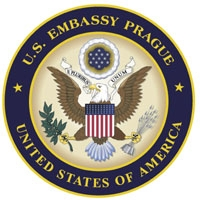 U.S. EMBASSY PRAGUE
E PLURIBUS UNUM
UNITED STATES OF AMERICA